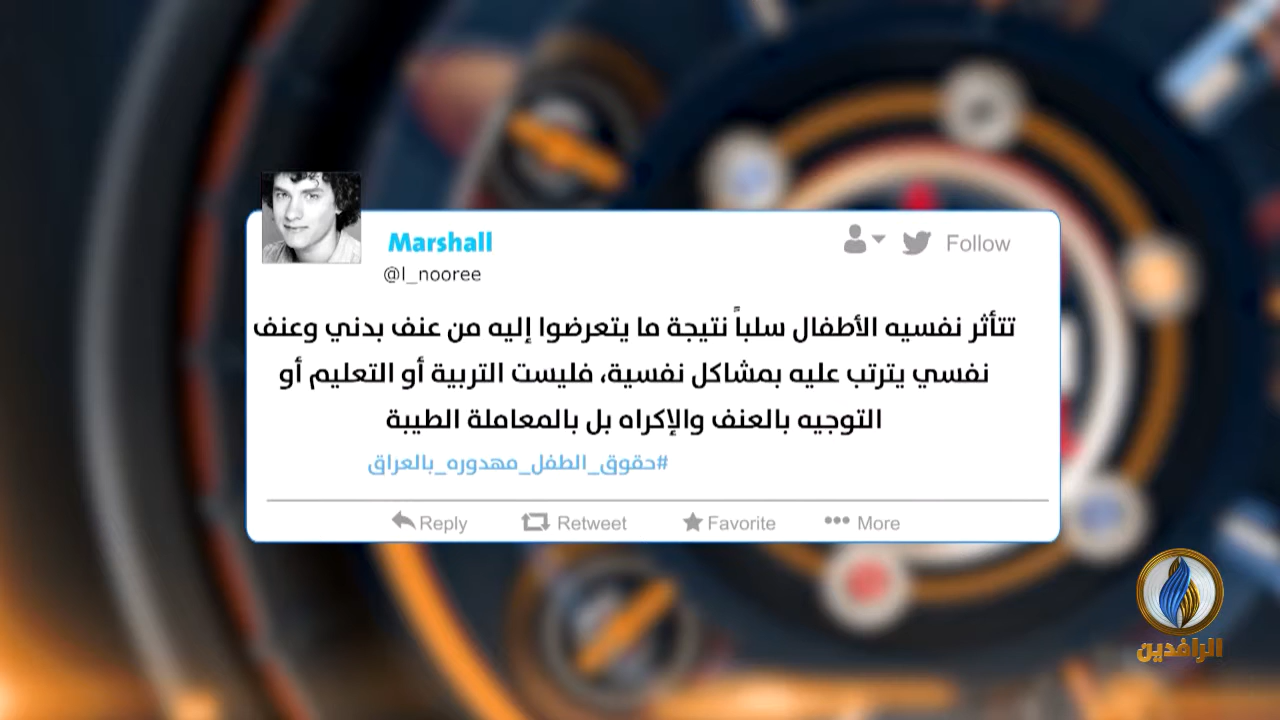 Marshall
Follow
@I_nooree
تتأثر نفسيه الأطفال سلباً نتيجة ما يتعرضوا إليه من عنف بدني وعنف
نفسي يترتب عليه بمشاكل نفسية، فليست التربية أو التعليم أو
التوجيه بالعنف والإكراه بل بالمعاملة الطيبة
#حقوق_الطفل_مهدوره_بالعراق
Reply Retweet Favorite More
الرافدين